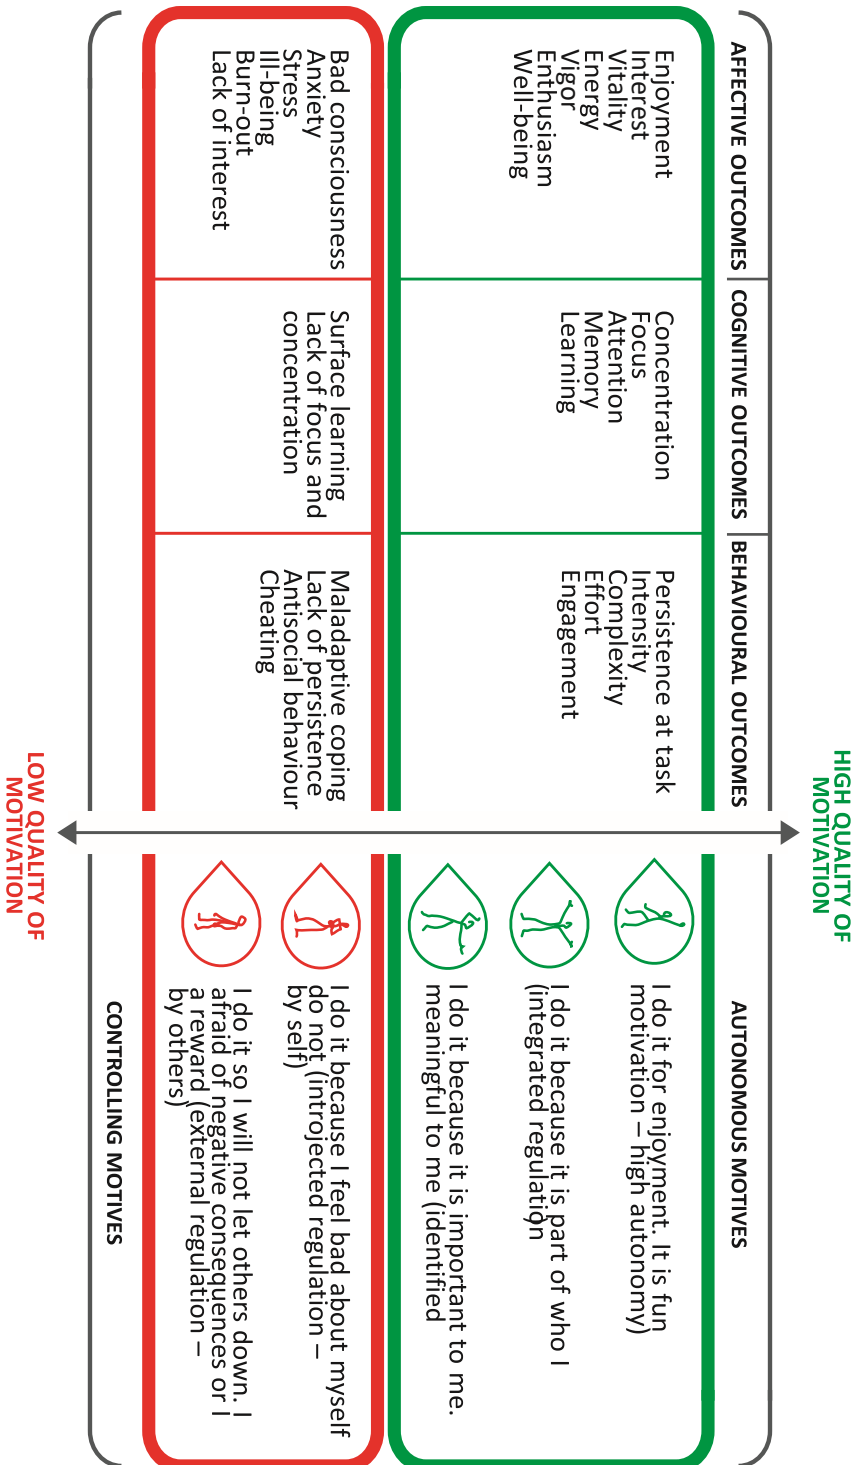 HIGH QUALITY OF
MOTIVATION
AFFECTIVE OUTCOMES
COGNITIVE OUTCOMES
BEHAVIOURAL OUTCOMES
AUTONOMOUS MOTIVES
Enjoyment
Interest
Vitality
Energy
Vigor
Enthusiasm
Well-being
Concentration
Focus
Attention
Memory
Learning
Persistence at task
Intensity
Complexity
Effort
Engagement
I do it for enjoyment. It is fun
motivation – high autonomy)
I do it because it is part of who I
(integrated regulation
I do it because it is important to me.
meaningful to me (identified
Bad consciousness
Anxiety
Stress
Ill-being
Burn-out
Lack of interest
Surface learning
Lack of focus and
concentration
Maladaptive coping
Lack of persistence
Antisocial behaviour
Cheating
I do it because I feel bad about myself
do not (introjected regulation –
by self)
I do it so I will not let others down. I
afraid of negative consequences or I
a reward (external regulation –
by others)
CONTROLLING MOTIVES
LOW QUALITY OF
MOTIVATION